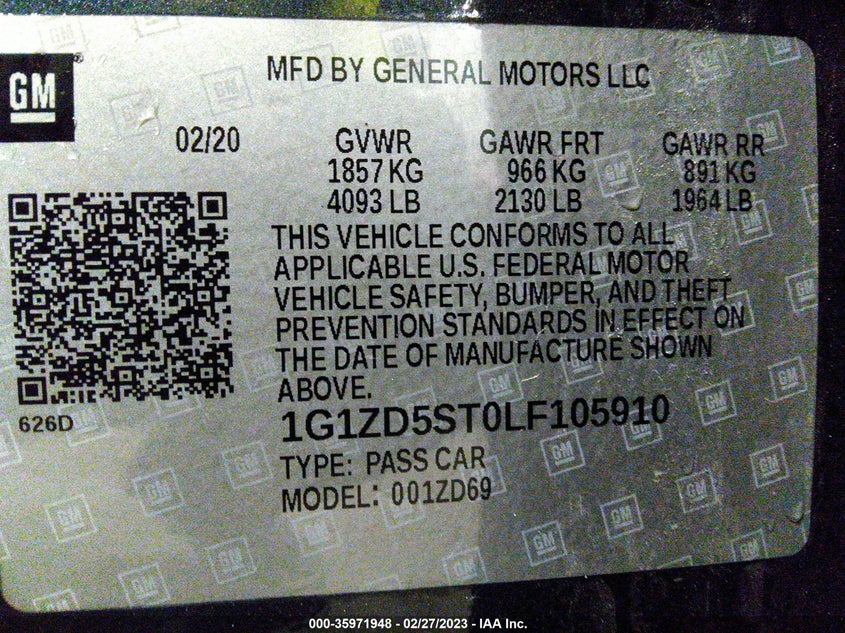 GM
MFD BY GENERAL MOTORS LLC
02/20 GVWR GAWR FRT GAWR RR
1857 KG 966 KG 891 KG
4093 LB 2130 LB 1964 LB
THIS VEHICLE CONFORMS TO ALL
APPLICABLE U.S. FEDERAL MOTOR
VEHICLE SAFETY, BUMPER, AND THEFT
PREVENTION STANDARDS IN EFFECT ON
THE DATE OF MANUFACTURE SHOWN
ABOVE.
626D
1G1ZD5ST0LF105910
TYPE: PASS CAR
MODEL: 001ZD69
000-35971948 - 02/27/2023 - IAA Inc.